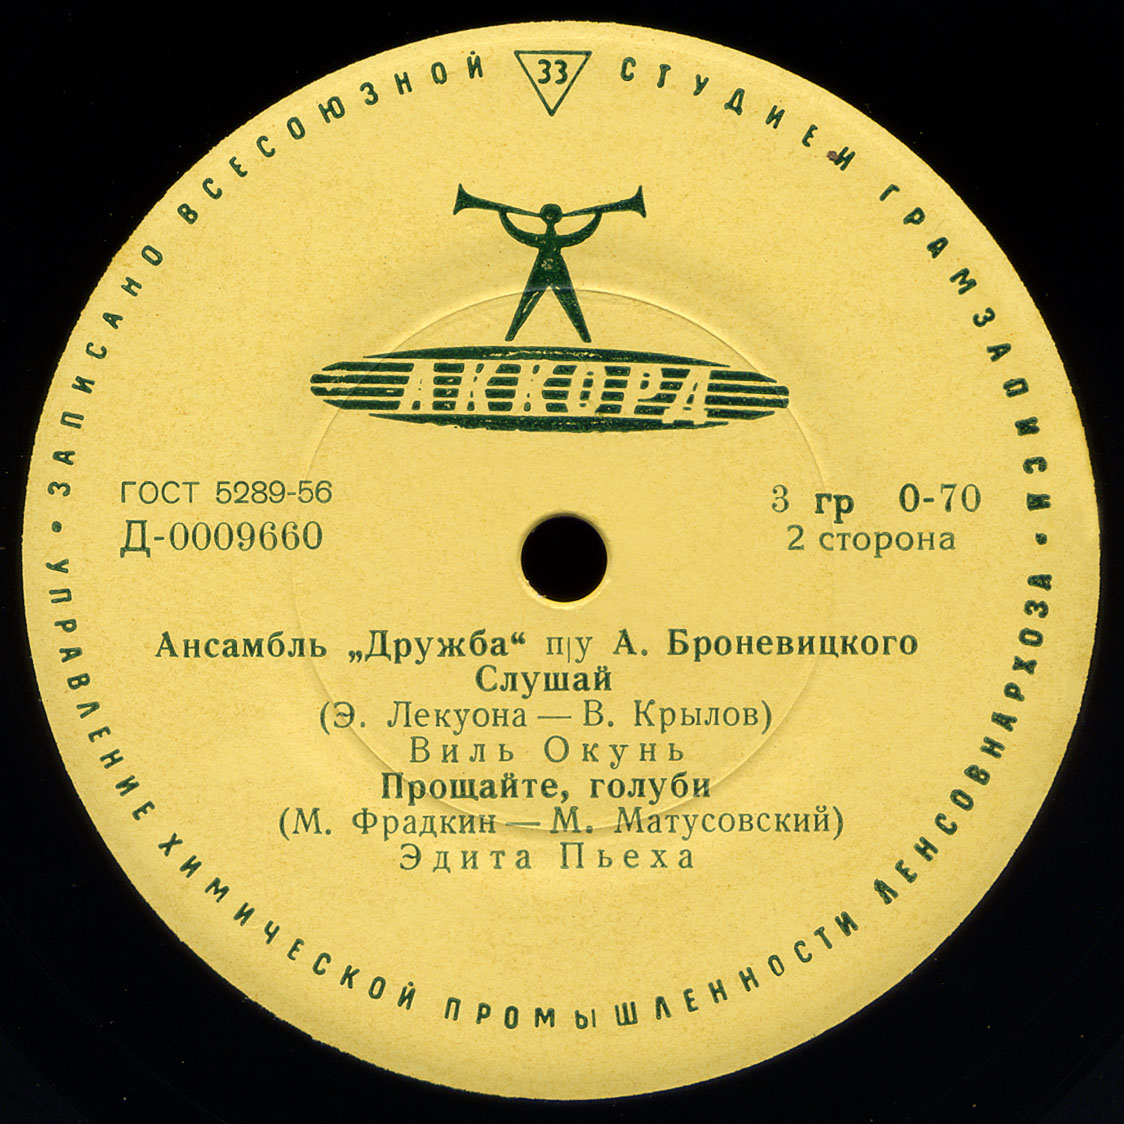 ЗАПИСАНО ВСЕСОЮЗНОЙ 33 СТУДИЕЙ ГРАМЗАПИСИ
АККОРД
ГОСТ 5289-56
Д-0009660
3 гр 0-70
2 сторона
Ансамбль „Дружба“ п/у А. Броневицкого
Слушай
(Э. Лекуона — В. Крылов)
Виль Окунь
Прощайте, голуби
(М. Фрадкин — М. Матусовский)
Эдита Пьеха
• УПРАВЛЕНИЕ ХИМИЧЕСКОЙ ПРОМЫШЛЕННОСТИ ЛЕНСОВНАРХОЗА •